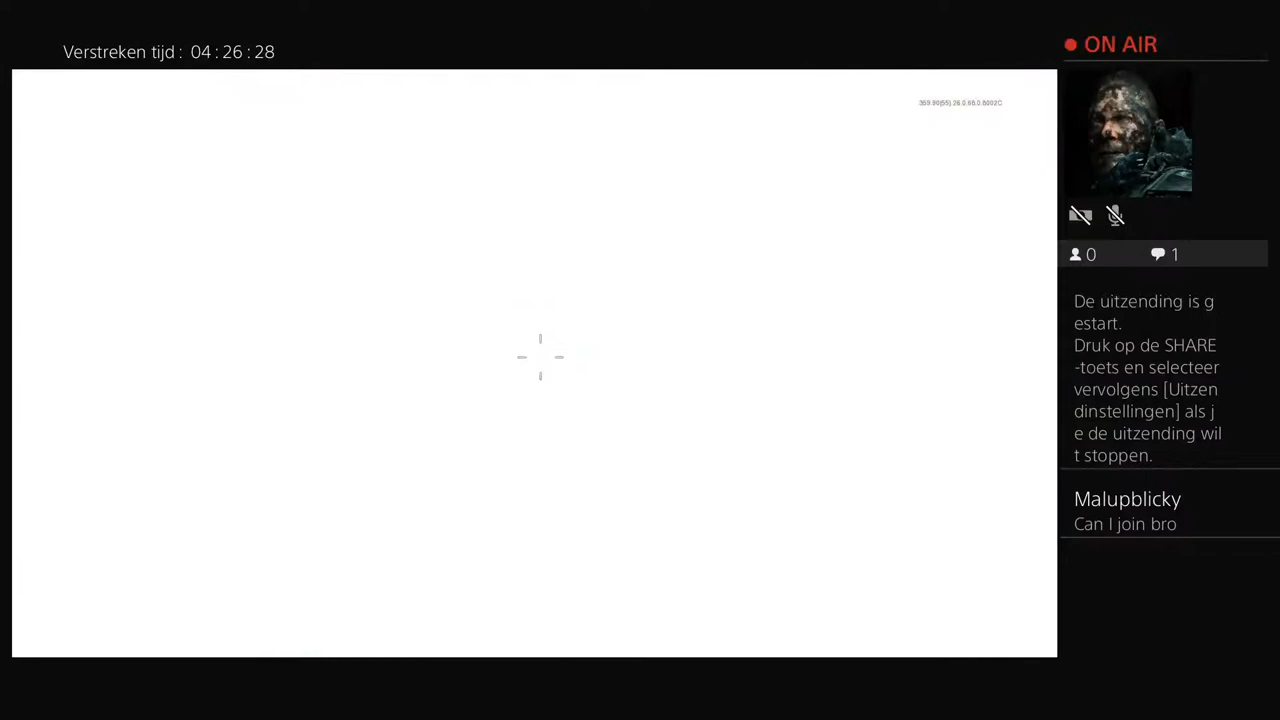 Verstreken tijd : 04 : 26 : 28
ON AIR
0 1
De uitzending is g
estart.
Druk op de SHARE
-toets en selecteer
vervolgens [Uitzen
dinstellingen] als j
e de uitzending wil
t stoppen.
Malupblicky
Can I join bro